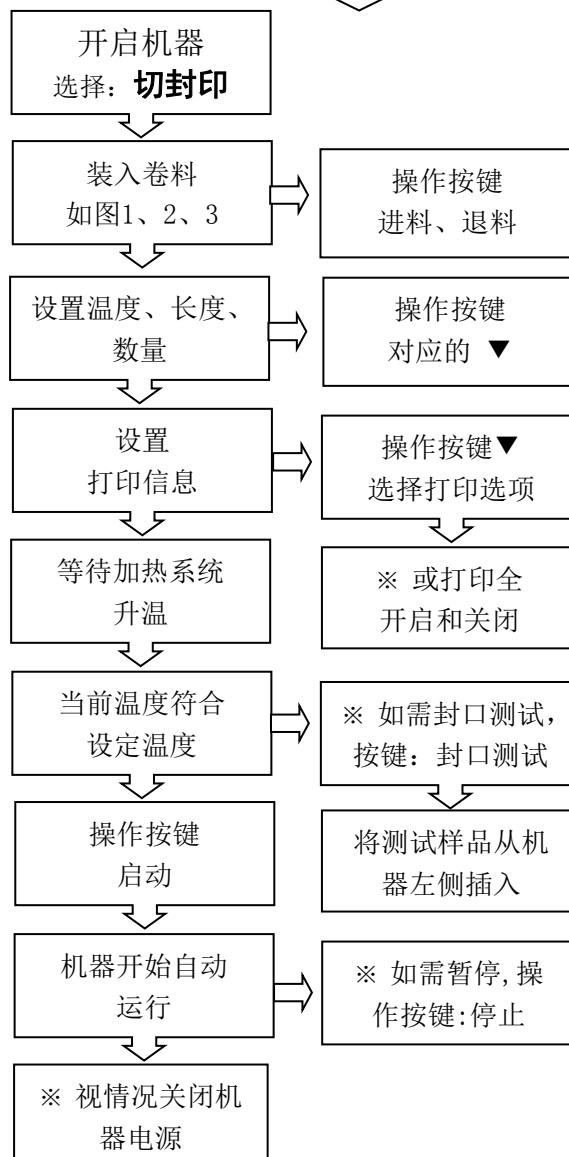 开启机器
选择：切封印
装入卷料
如图1、2、3
操作按键
进料、退料
设置温度、长度、
数量
操作按键
对应的 ▼
设置
打印信息
操作按键▼
选择打印选项
等待加热系统
升温
※ 或打印全
开启和关闭
当前温度符合
设定温度
※ 如需封口测试，
按键：封口测试
操作按键
启动
将测试样品从机
器左侧插入
机器开始自动
运行
※ 如需暂停,操
作按键:停止
※ 视情况关闭机
器电源